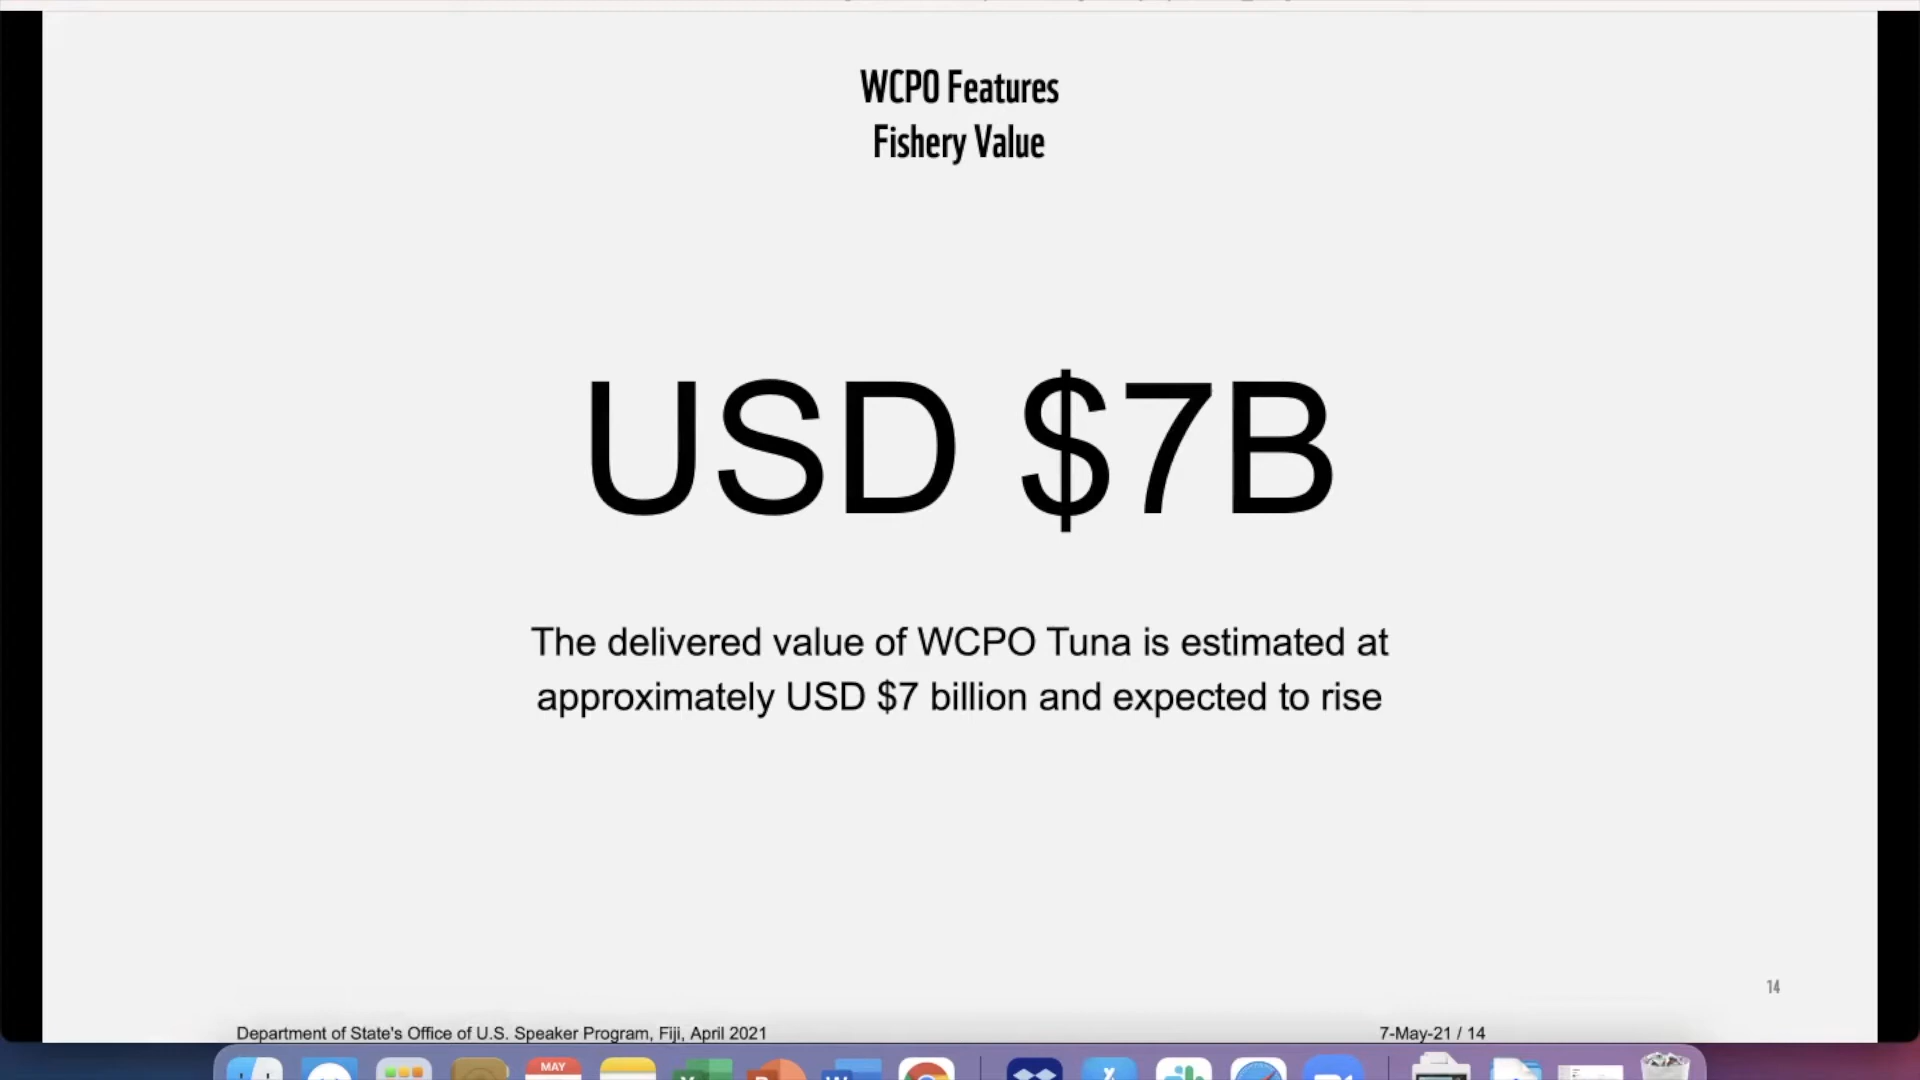 WCPO Features
Fishery Value
USD $7B
The delivered value of WCPO Tuna is estimated at
approximately USD $7 billion and expected to rise
14
Department of State's Office of U.S. Speaker Program, Fiji, April 2021
7-May-21 / 14
MAY